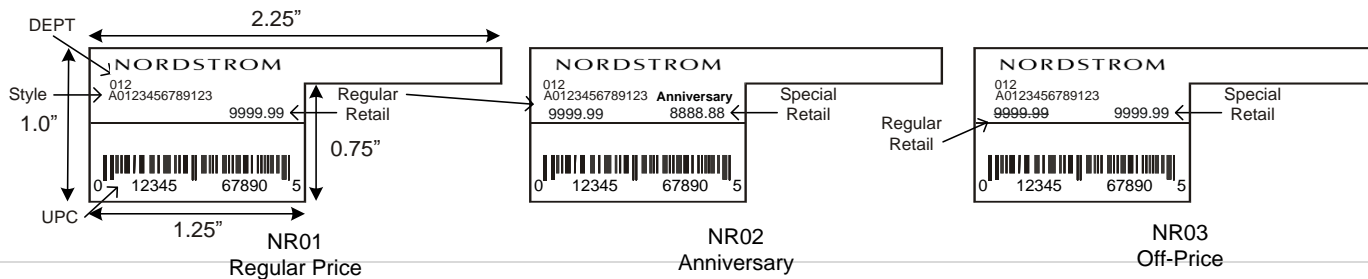 DEPT
2.25”
Style
1.0”
NORDSTROM
012
A0123456789123
9999.99
0 12345 67890 5
UPC
1.25”
0.75”
NR01
Regular Price
Regular
Retail
NORDSTROM
012
A0123456789123 Anniversary
9999.99 8888.88
0 12345 67890 5
Special
Retail
NR02
Anniversary
Regular
Retail
NORDSTROM
012
A0123456789123
9999.99 9999.99
0 12345 67890 5
Special
Retail
NR03
Off-Price